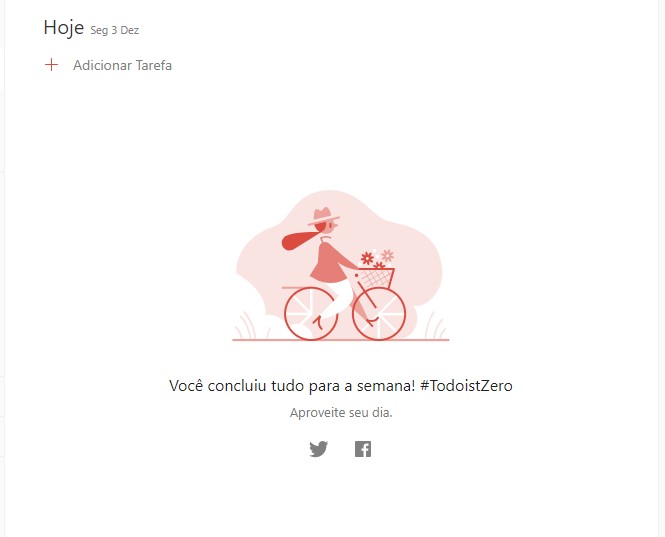 Hoje Seg 3 Dez
Adicionar Tarefa
Você concluiu tudo para a semana! #TodoistZero
Aproveite seu dia.